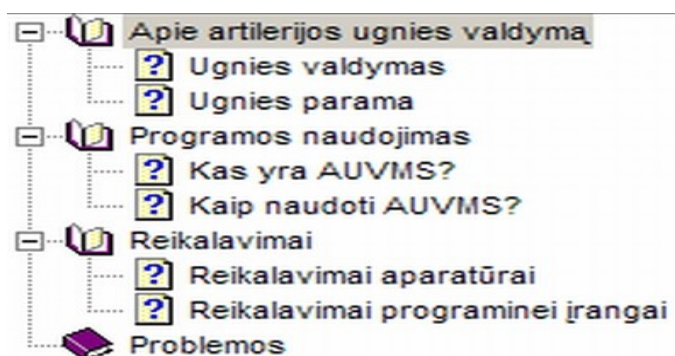 Apie artilerijos ugnies valdymą
Ugnies valdymas
Ugnies parama
Programos naudojimas
Kas yra AUVMS?
Kaip naudoti AUVMS?
Reikalavimai
Reikalavimai aparatūrai
Reikalavimai programinei įrangai
Problemos